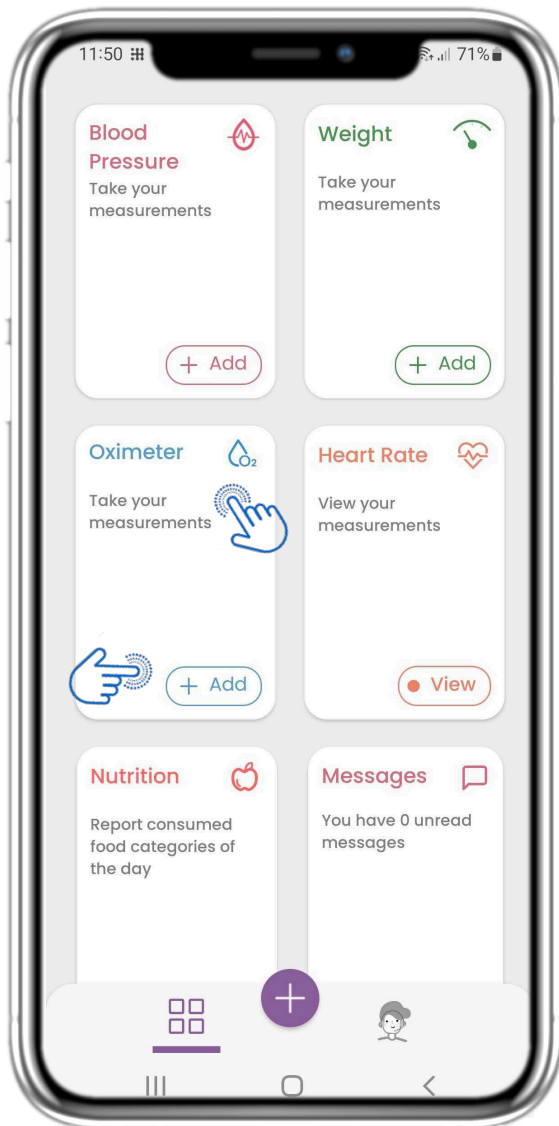 11:50
71%
Blood
Pressure
Take your
measurements
+ Add
Weight
Take your
measurements
+ Add
Oximeter
O2
Take your
measurements
+ Add
Heart Rate
View your
measurements
View
Nutrition
Report consumed
food categories of
the day
Messages
You have 0 unread
messages